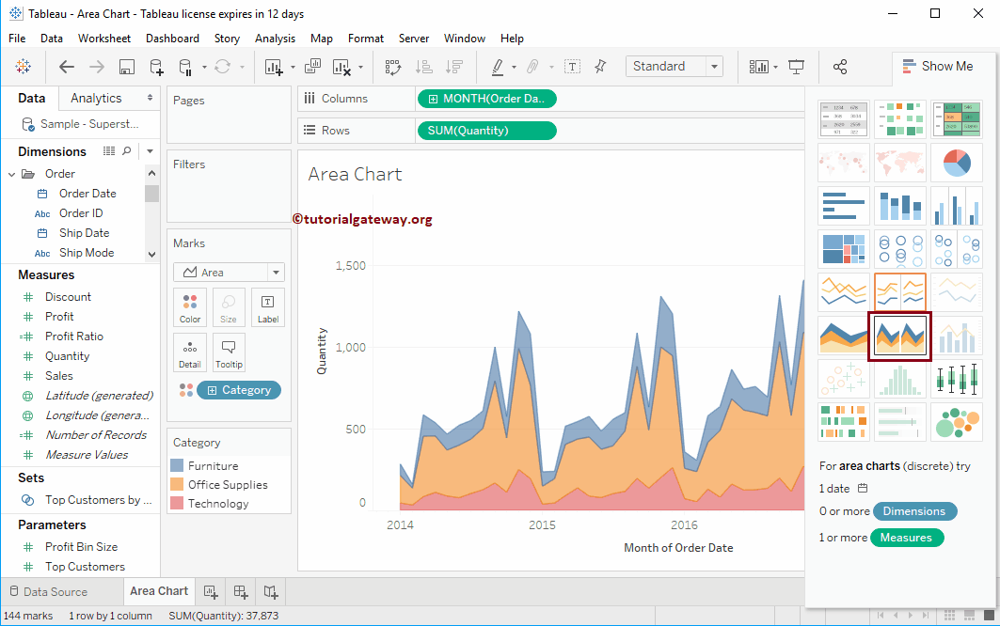 Tableau - Area Chart - Tableau license expires in 12 days
File Data Worksheet Dashboard Story Analysis Map Format Server Window Help
Standard
Show Me
Data Analytics
Sample - Superst...
Dimensions
Order
Order Date
Abc Order ID
Ship Date
Abc Ship Mode
Measures
Discount
Profit
Profit Ratio
Quantity
Sales
Latitude (generated)
Longitude (genera...
Number of Records
Measure Values
Sets
Top Customers by ...
Parameters
Profit Bin Size
Top Customers
Pages
Filters
Marks
Area
Color Size Label
Detail Tooltip
Category
Category
Furniture
Office Supplies
Technology
Columns MONTH(Order Da..
Rows SUM(Quantity)
Area Chart
©tutorialgateway.org
Quantity
1,500
1,000
500
0
2014 2015 2016
Month of Order Date
For area charts (discrete) try
1 date
0 or more Dimensions
1 or more Measures
Data Source Area Chart
144 marks 1 row by 1 column SUM(Quantity): 37,873